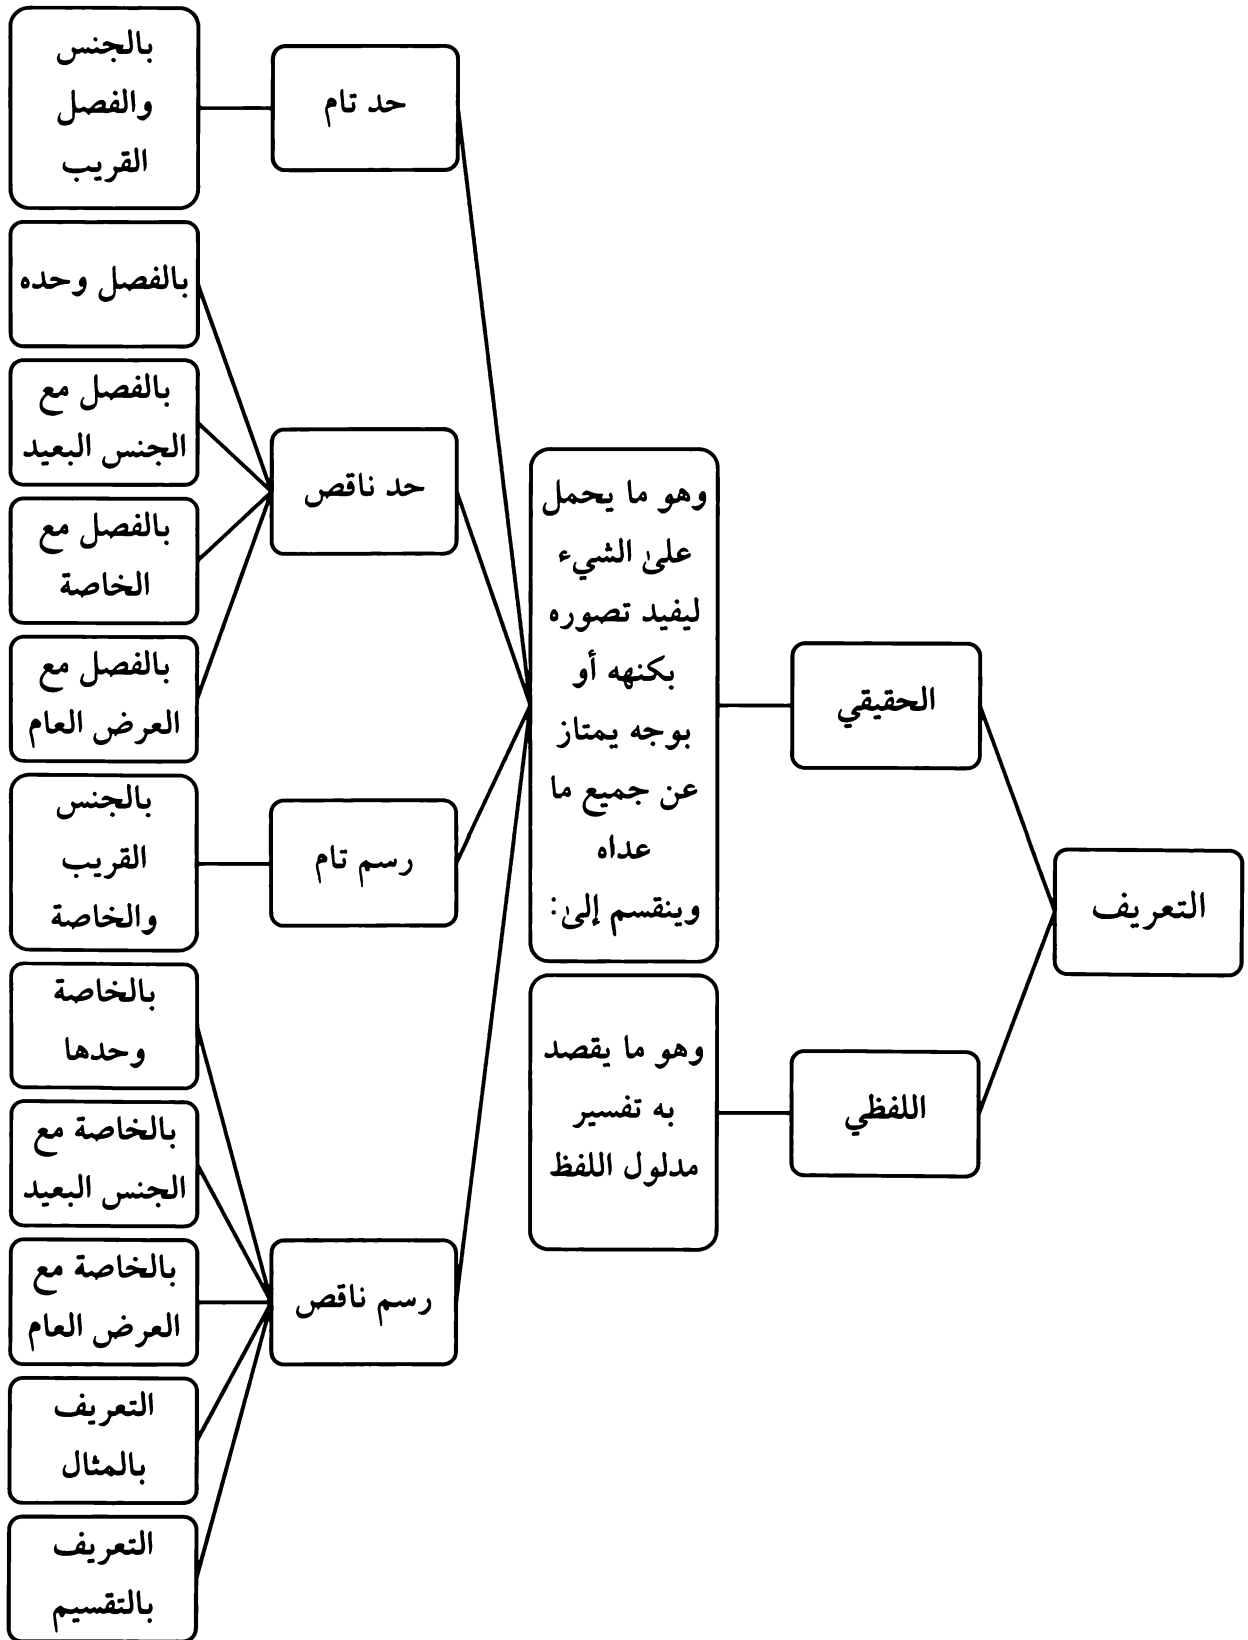 التعريف
الحقيقي
وهو ما يحمل
على الشيء
ليفيد تصوره
بكنهه أو
بوجه يمتاز
عن جميع ما
عداه
وينقسم إلى:
حد تام
بالجنس
والفصل
القريب
حد ناقص
بالفصل وحده
بالفصل مع
الجنس البعيد
بالفصل مع
الخاصة
بالفصل مع
العرض العام
رسم تام
بالجنس
القريب
والخاصة
رسم ناقص
بالخاصة
وحدها
بالخاصة مع
الجنس البعيد
بالخاصة مع
العرض العام
التعريف
بالمثال
التعريف
بالتقسيم
اللفظي
وهو ما يقصد
به تفسير
مدلول اللفظ